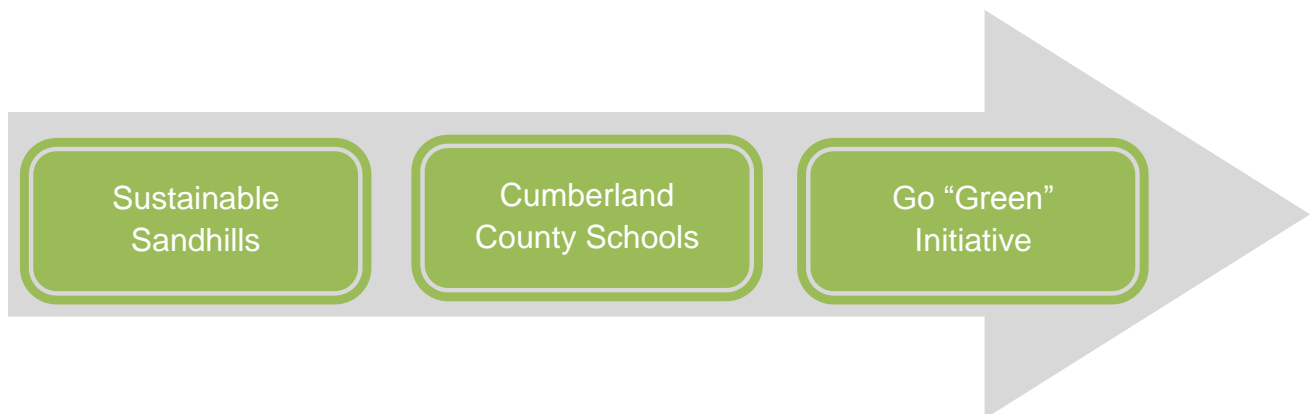 Sustainable
Sandhills
Cumberland
County Schools
Go “Green”
Initiative